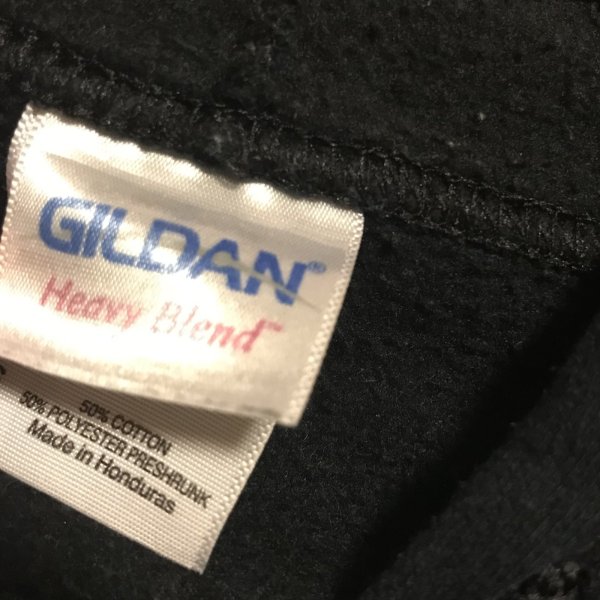 GILDAN®
Heavy Blend™
50% COTTON
50% POLYESTER PRESHRUNK
Made in Honduras